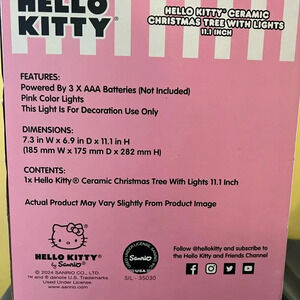 HELLO
KITTY
HELLO KITTY® CERAMIC
CHRISTMAS TREE WITH LIGHTS
11.1 INCH
FEATURES:
Powered By 3 X AAA Batteries (Not Included)
Pink Color Lights
This Light Is For Decoration Use Only
DIMENSIONS:
7.3 in W x 6.9 in D x 11.1 in H
(185 mm W x 175 mm D x 282 mm H)
CONTENTS:
1x Hello Kitty® Ceramic Christmas Tree With Lights 11.1 Inch
Actual Product May Vary Slightly From Product Image
HELLO KITTY®
by Sanrio®
© 2024 SANRIO CO., LTD.
™ and ® denote U.S. Trademarks
Used Under License.
www.sanrio.com
Sanrio
USA
S/L - 35030
Follow @hellokitty and subscribe to
the Hello Kitty and Friends Channel